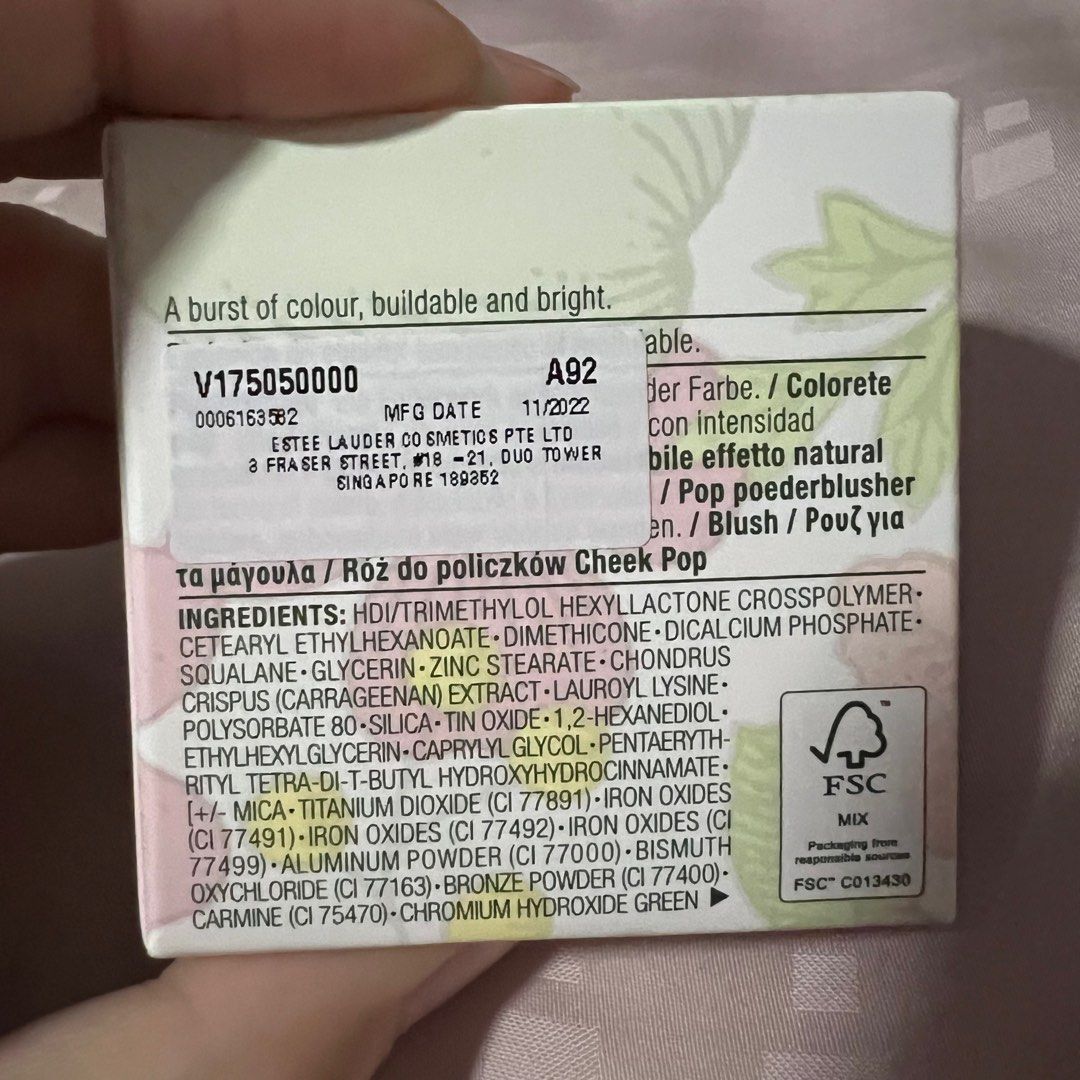 A burst of colour, buildable and bright.
able.
V175050000 A92
0006163582 MFG DATE 11/2022
ESTEE LAUDER COSMETICS PTE LTD
3 FRASER STREET, #18 -21, DUO TOWER
SINGAPORE 189352
der Farbe. / Colorete
con intensidad
bile effetto natural
/ Pop poederblusher
en. / Blush / Ρουζ για
τα μάγουλα / Róż do policzków Cheek Pop
INGREDIENTS: HDI/TRIMETHYLOL HEXYLLACTONE CROSSPOLYMER•
CETEARYL ETHYLHEXANOATE•DIMETHICONE•DICALCIUM PHOSPHATE•
SQUALANE•GLYCERIN•ZINC STEARATE•CHONDRUS
CRISPUS (CARRAGEENAN) EXTRACT•LAUROYL LYSINE•
POLYSORBATE 80•SILICA•TIN OXIDE•1,2-HEXANEDIOL•
ETHYLHEXYLGLYCERIN•CAPRYLYL GLYCOL•PENTAERYTH-
RITYL TETRA-DI-T-BUTYL HYDROXYHYDROCINNAMATE•
[+/- MICA•TITANIUM DIOXIDE (CI 77891)•IRON OXIDES
(CI 77491)•IRON OXIDES (CI 77492)•IRON OXIDES (CI
77499)•ALUMINUM POWDER (CI 77000)•BISMUTH
OXYCHLORIDE (CI 77163)•BRONZE POWDER (CI 77400)•
CARMINE (CI 75470)•CHROMIUM HYDROXIDE GREEN ▶
FSC
MIX
Packaging from
responsible sources
FSC™ C013430